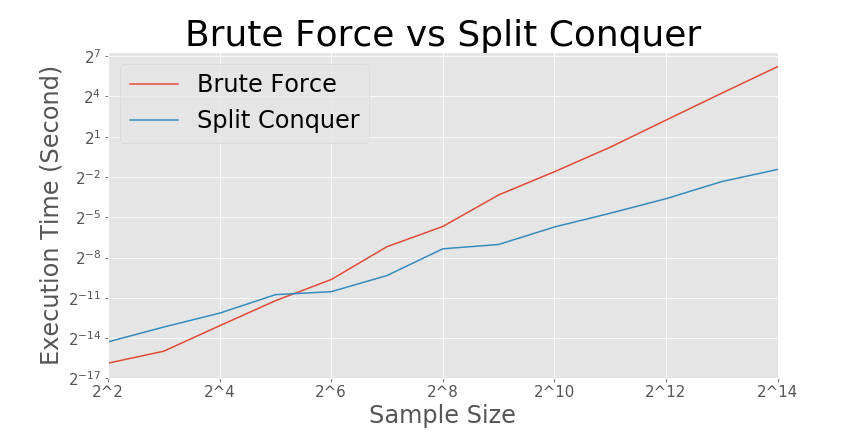 Brute Force vs Split Conquer
Brute Force
Split Conquer
Execution Time (Second)
2^7
2^4
2^1
2^−2
2^−5
2^−8
2^−11
2^−14
2^−17
2^2 2^4 2^6 2^8 2^10 2^12 2^14
Sample Size